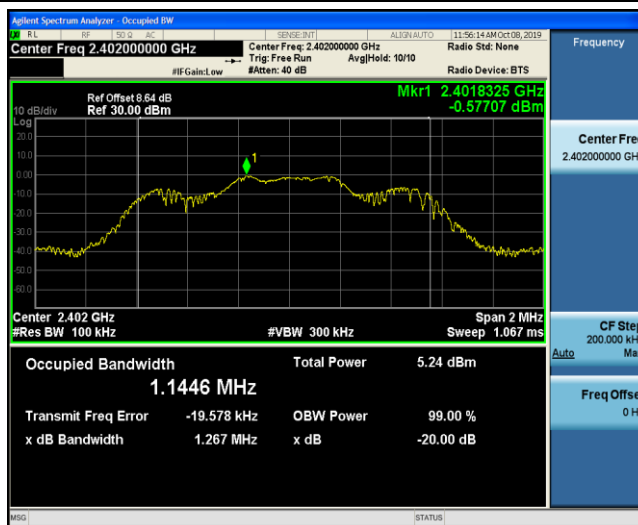 Agilent Spectrum Analyzer - Occupied BW
RL RF 50 Ω AC SENSE:INT ALIGN AUTO 11:56:14 AM Oct 08, 2019
Center Freq 2.402000000 GHz
Center Freq: 2.402000000 GHz
Radio Std: None
Trig: Free Run Avg|Hold: 10/10
#IFGain:Low
#Atten: 40 dB
Radio Device: BTS
Frequency
Mkr1 2.4018325 GHz
-0.57707 dBm
Ref Offset 8.64 dB
10 dB/div Ref 30.00 dBm
Log
20.0
10.0
0.00
-10.0
-20.0
-30.0
-40.0
-50.0
-60.0
1
Center Fre
2.402000000 GH
Center 2.402 GHz
Span 2 MHz
#Res BW 100 kHz
#VBW 300 kHz
Sweep 1.067 ms
CF Step
200.000 kH
Auto Ma
Occupied Bandwidth
1.1446 MHz
Total Power 5.24 dBm
Transmit Freq Error -19.578 kHz
OBW Power 99.00 %
x dB Bandwidth 1.267 MHz
x dB -20.00 dB
Freq Offse
0 H
MSG
STATUS